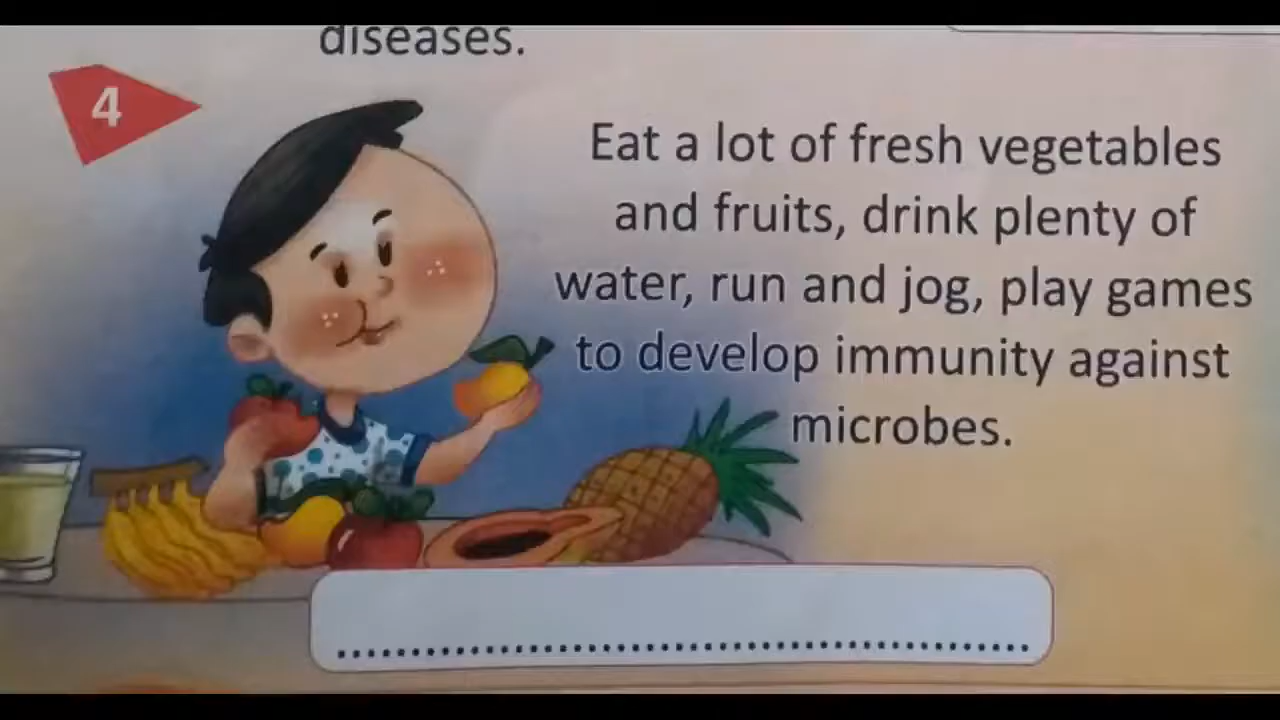 diseases.
4
Eat a lot of fresh vegetables
and fruits, drink plenty of
water, run and jog, play games
to develop immunity against
microbes.